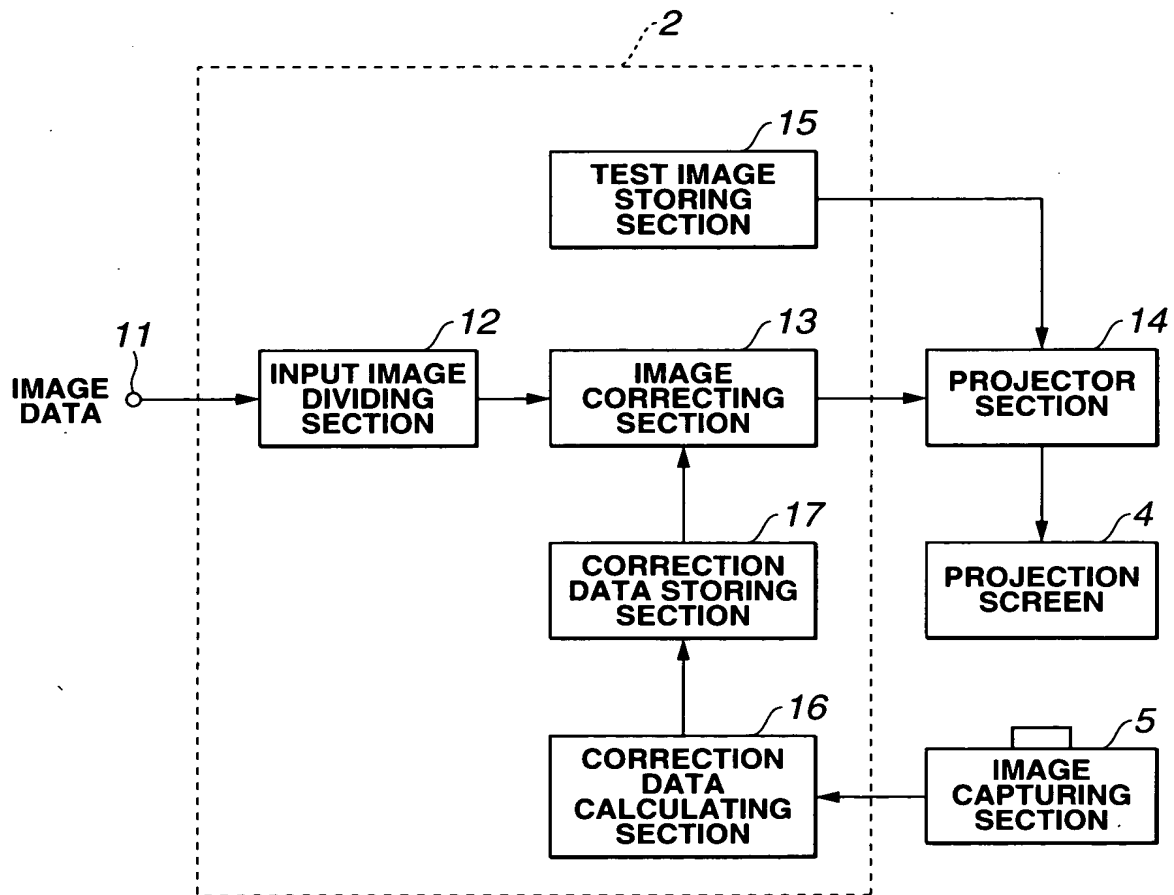 2
15
TEST IMAGE
STORING
SECTION
11
12
13
14
IMAGE
DATA
INPUT IMAGE
DIVIDING
SECTION
IMAGE
CORRECTING
SECTION
PROJECTOR
SECTION
17
4
CORRECTION
DATA STORING
SECTION
PROJECTION
SCREEN
16
5
CORRECTION
DATA
CALCULATING
SECTION
IMAGE
CAPTURING
SECTION